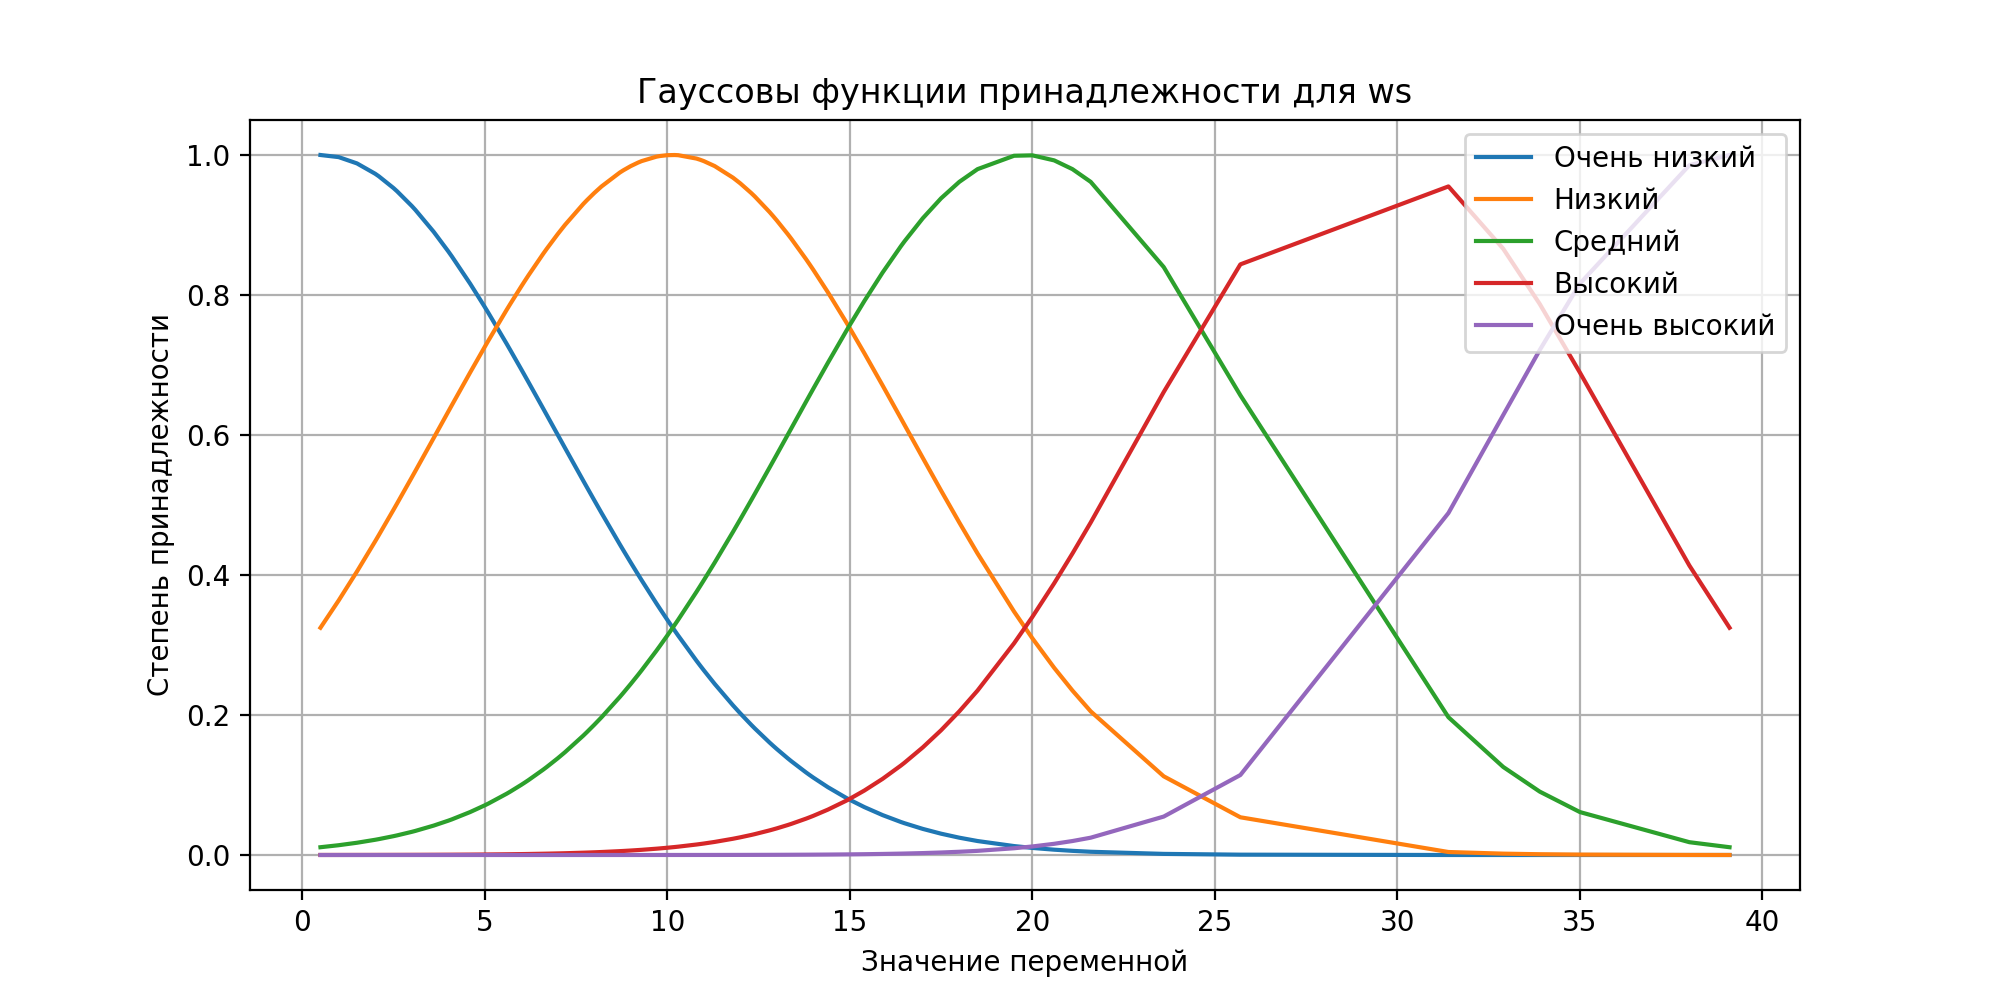 Гауссовы функции принадлежности для ws
Степень принадлежности
1.0
0.8
0.6
0.4
0.2
0.0
Очень низкий
Низкий
Средний
Высокий
Очень высокий
0 5 10 15 20 25 30 35 40
Значение переменной